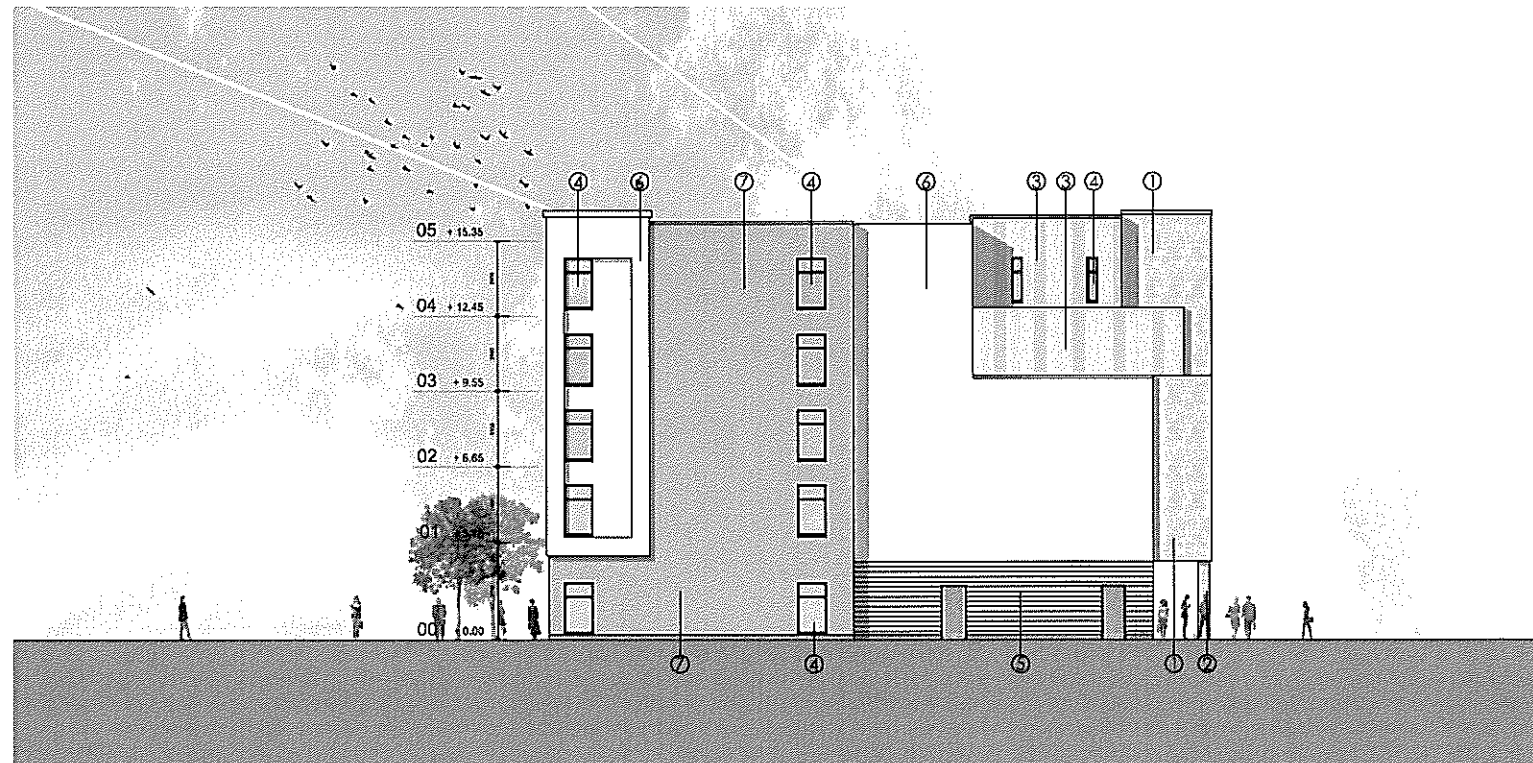 ④ ⑥ ⑦ ④ ⑥ ③ ③ ④ ①
05 + 15.35
04 + 12.45
03 + 9.55
02 + 6.65
01
00 0.00
⑦ ④ ⑤ ① ②